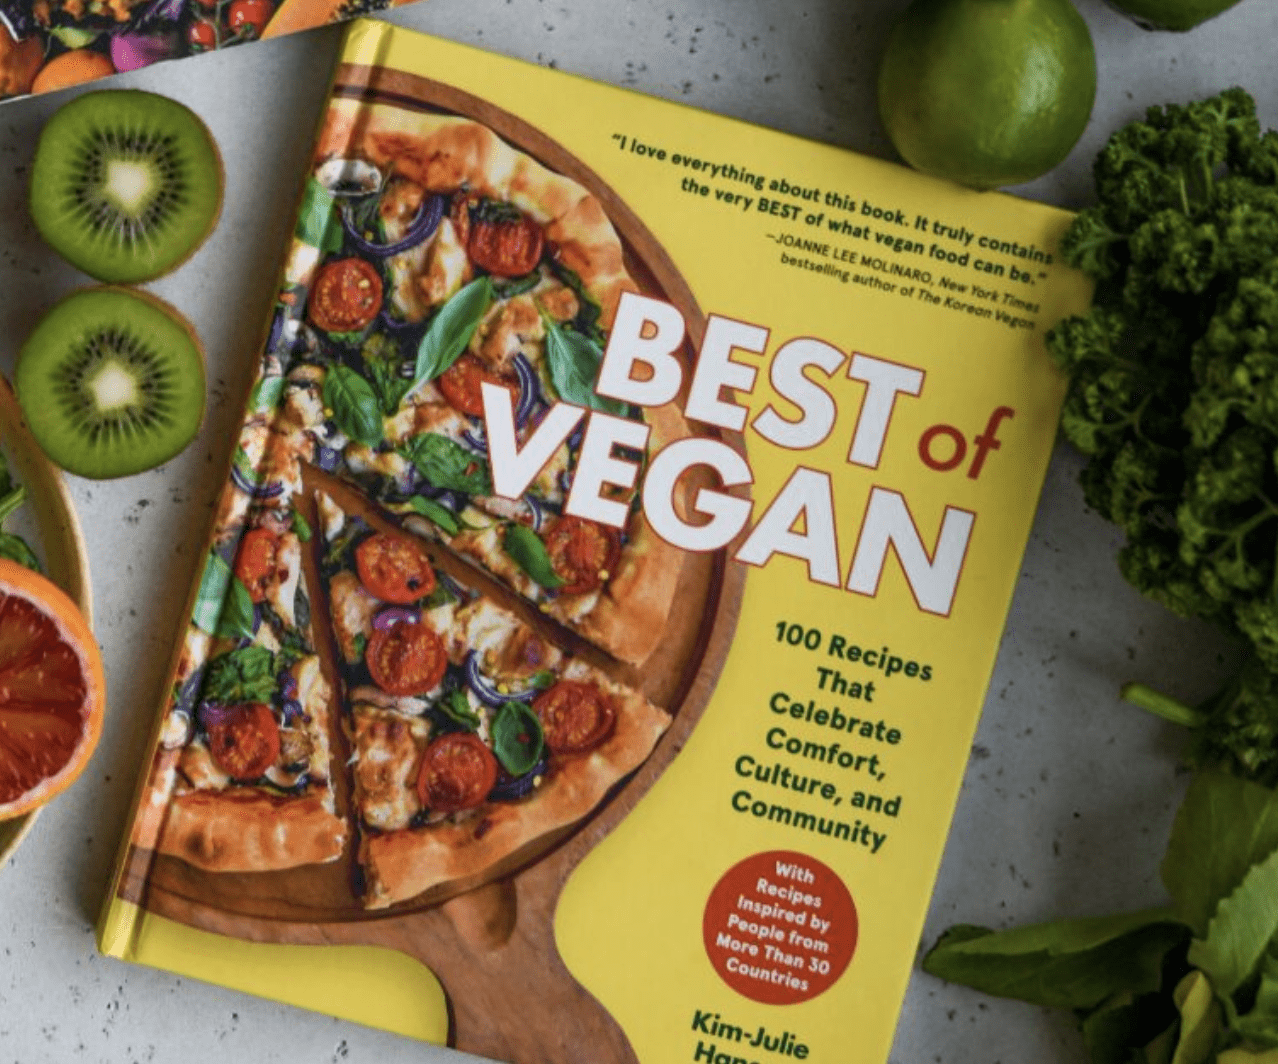 “I love everything about this book. It truly contains
the very BEST of what vegan food can be.”
—JOANNE LEE MOLINARO, New York Times
bestselling author of The Korean Vegan
BEST of
VEGAN
100 Recipes
That
Celebrate
Comfort,
Culture, and
Community
With
Recipes
Inspired by
People from
More Than 30
Countries
Kim-Julie